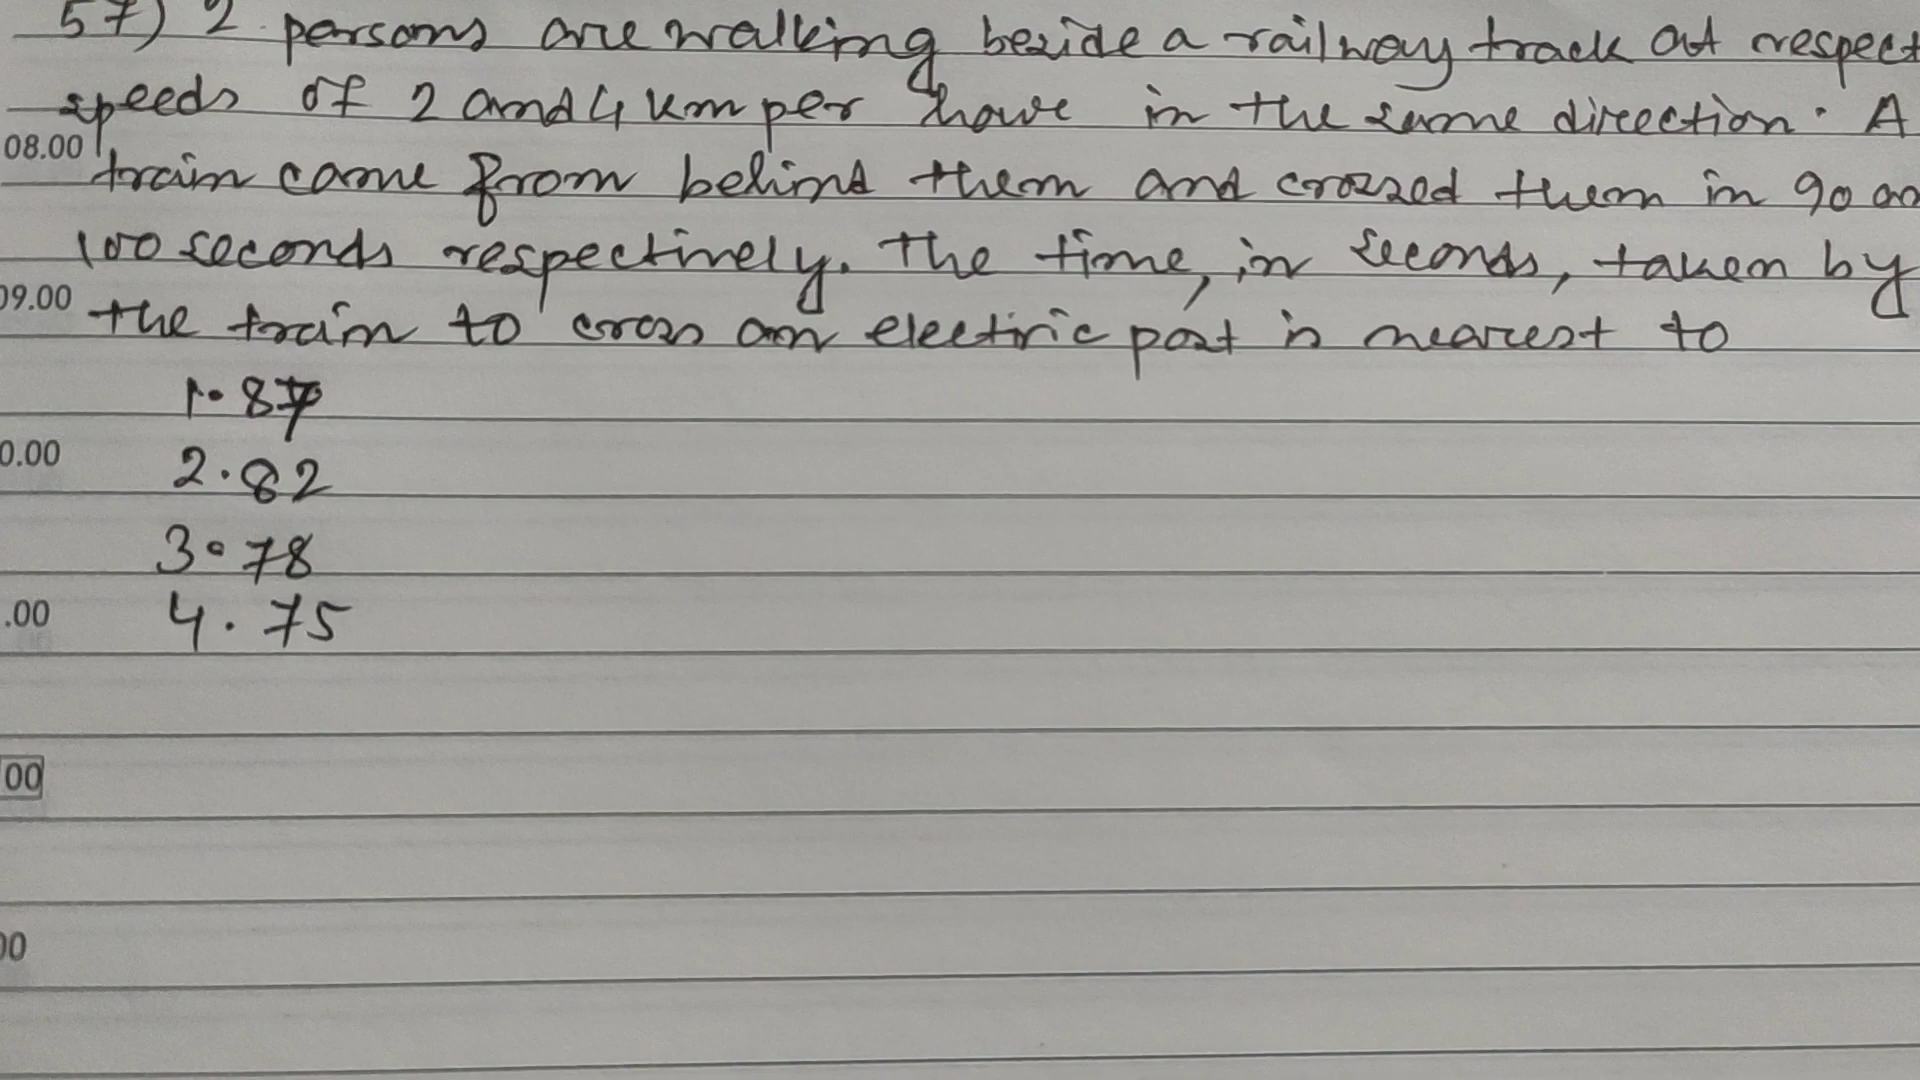 57) 2 persons are walking beside a railway track at respect
speeds of 2 and 4 km per hour in the same direction. A
08.00
train came from behind them and crossed them in 90 an
100 seconds respectively. The time, in seconds, taken by
09.00
the train to cross an electric post is nearest to
1. 87
0.00
2. 82
3. 78
.00
4. 75
00
00